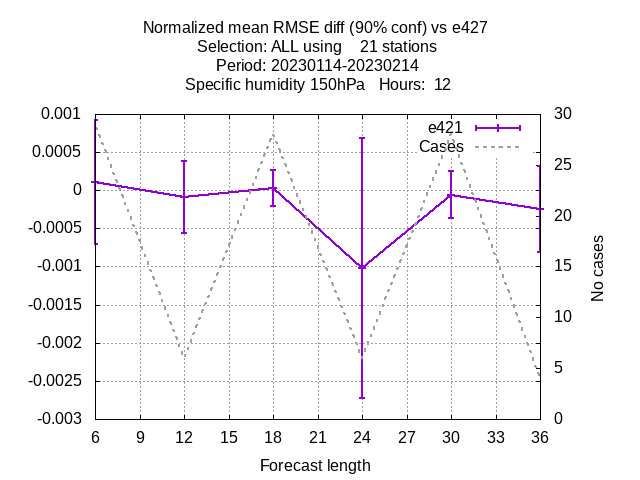 Normalized mean RMSE diff (90% conf) vs e427
Selection: ALL using    21 stations
Period: 20230114-20230214
Specific humidity 150hPa   Hours:  12
0.001
0.0005
0
-0.0005
-0.001
-0.0015
-0.002
-0.0025
-0.003
30
25
20
15
10
5
0
No cases
e421
Cases
6 9 12 15 18 21 24 27 30 33 36
Forecast length